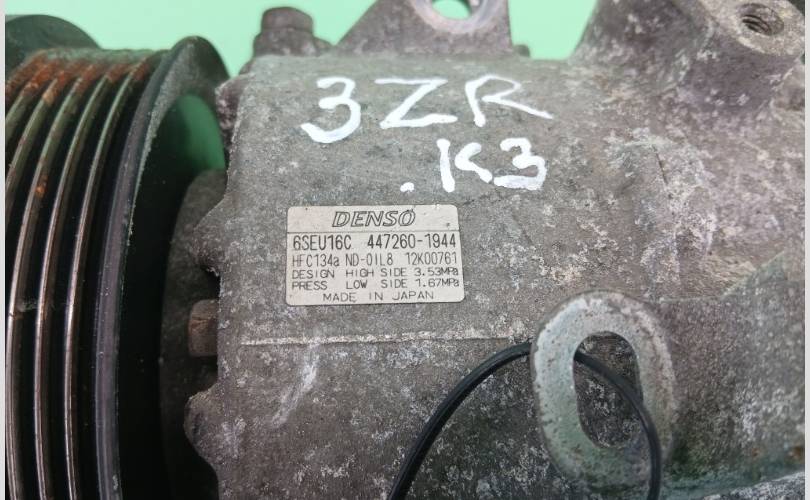 3ZR
.K3
DENSO
6SEU16C 447260-1944
HFC134a ND-OIL8 12K00761
DESIGN HIGH SIDE 3.53MPa
PRESS LOW SIDE 1.67MPa
MADE IN JAPAN